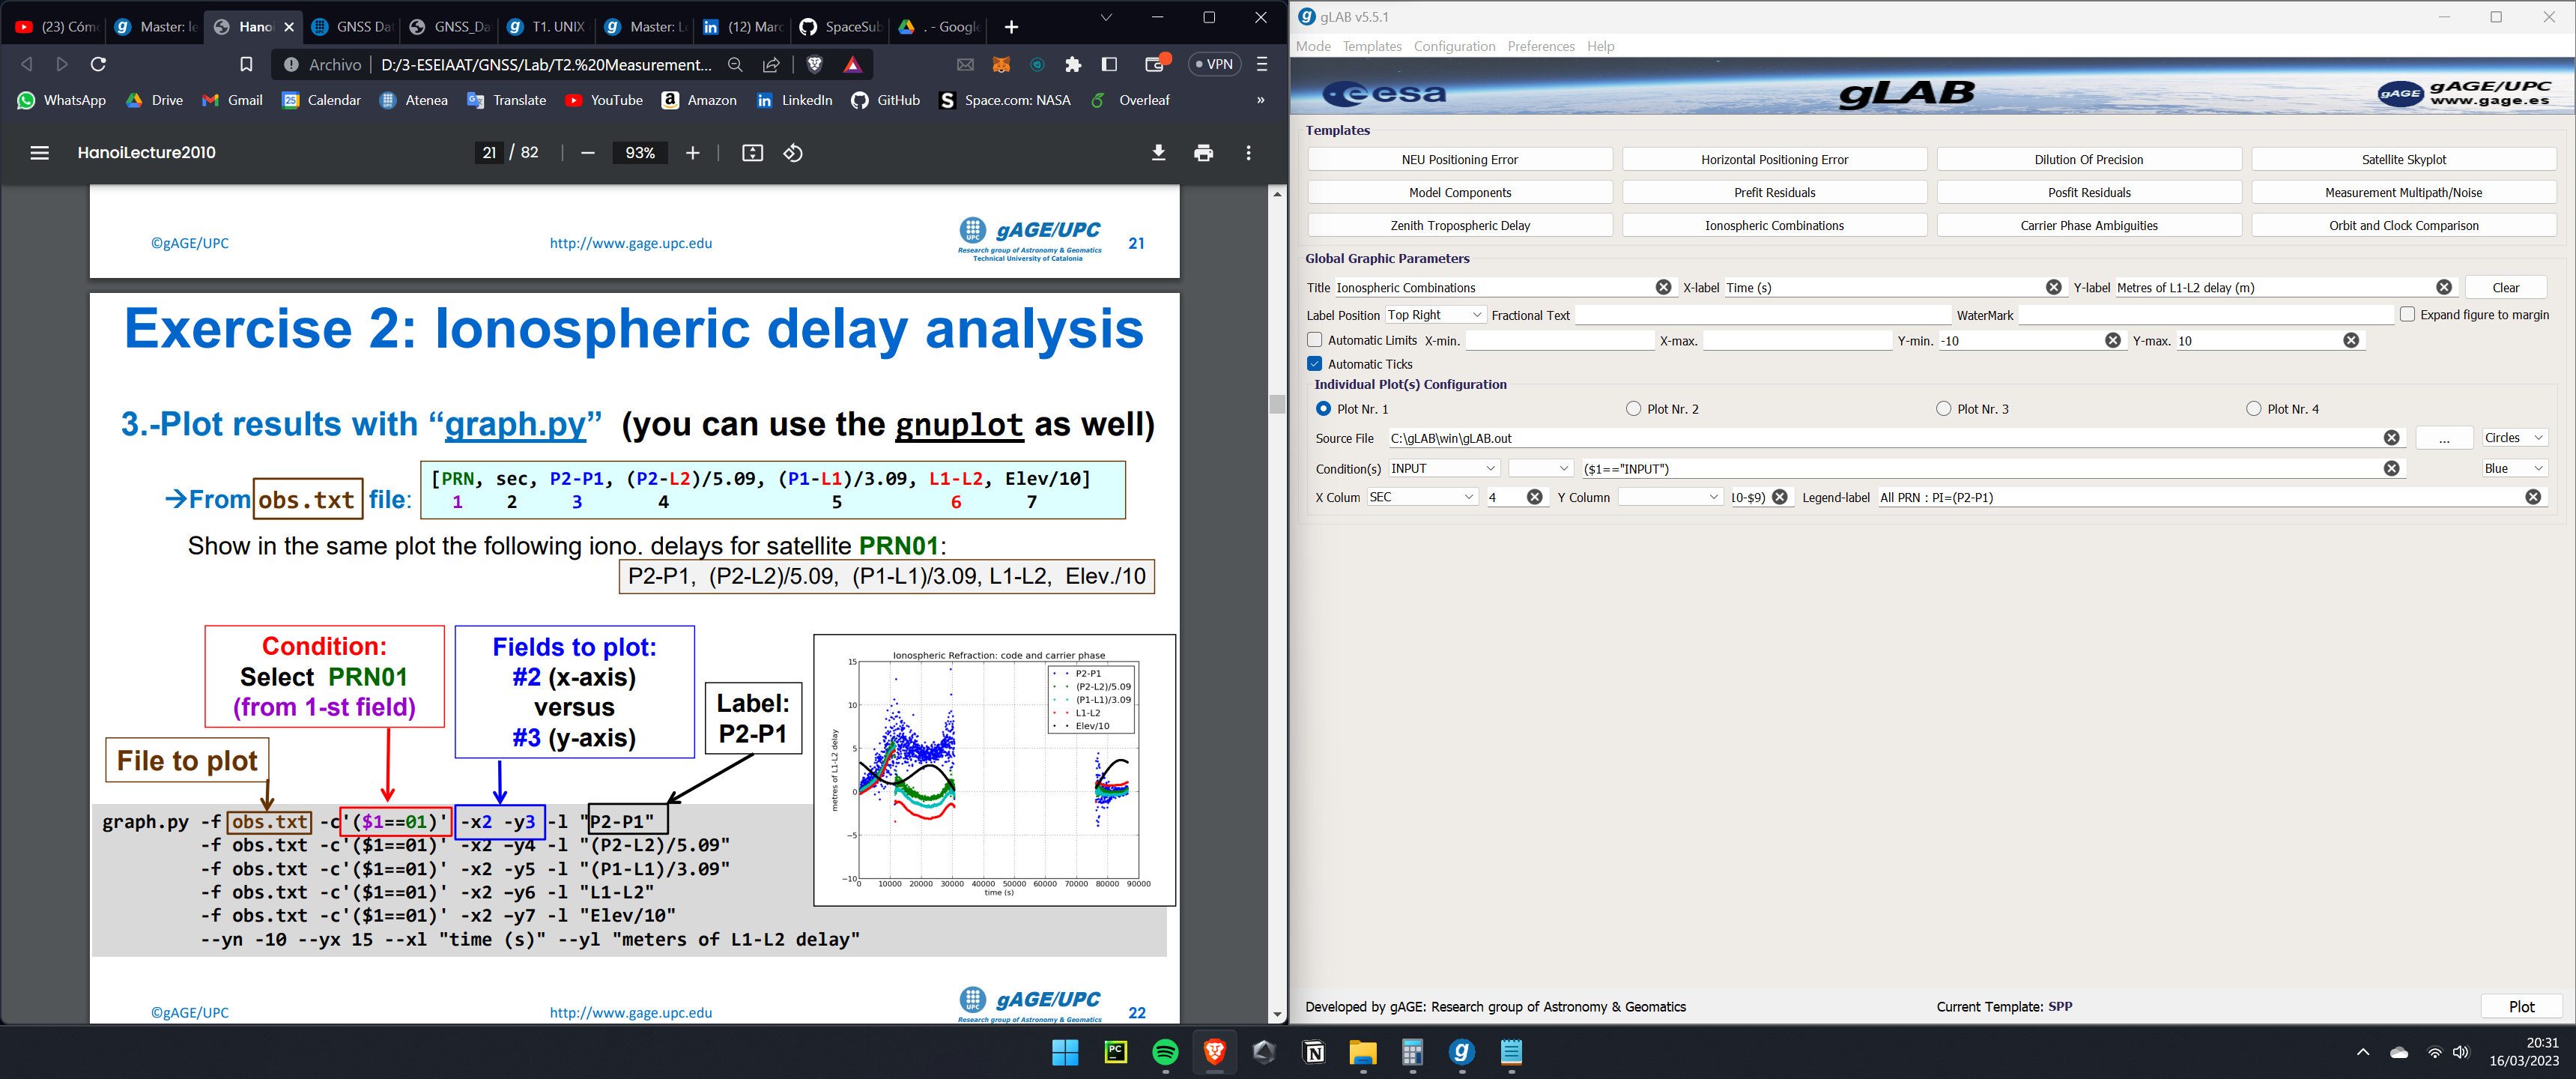 (23) Cóm
Master: le
Hanoi
GNSS Da
GNSS_Da
T1. UNIX
Master: L
(12) Marc
SpaceSub
. - Google
Archivo
D:/3-ESEIAAT/GNSS/Lab/T2.%20Measurement...
VPN
WhatsApp
Drive
Gmail
Calendar
Atenea
Translate
YouTube
Amazon
LinkedIn
GitHub
Space.com: NASA
Overleaf
»
HanoiLecture2010
21 / 82
93%
©gAGE/UPC
http://www.gage.upc.edu
UPC
gAGE/UPC
Research group of Astronomy & Geomatics
Technical University of Catalonia
21
Exercise 2: Ionospheric delay analysis
3.-Plot results with “graph.py” (you can use the gnuplot as well)
→From obs.txt file:
[PRN, sec, P2-P1, (P2-L2)/5.09, (P1-L1)/3.09, L1-L2, Elev/10]
1 2 3 4 5 6 7
Show in the same plot the following iono. delays for satellite PRN01:
P2-P1, (P2-L2)/5.09, (P1-L1)/3.09, L1-L2, Elev./10
Condition:
Select PRN01
(from 1-st field)
Fields to plot:
#2 (x-axis)
versus
#3 (y-axis)
Label:
P2-P1
File to plot
Ionospheric Refraction: code and carrier phase
P2-P1
(P2-L2)/5.09
(P1-L1)/3.09
L1-L2
Elev/10
metres of L1-L2 delay
15
10
5
0
−5
−10
0 10000 20000 30000 40000 50000 60000 70000 80000 90000
time (s)
graph.py -f obs.txt -c'($1==01)' -x2 -y3 -l "P2-P1"
-f obs.txt -c'($1==01)' -x2 -y4 -l "(P2-L2)/5.09"
-f obs.txt -c'($1==01)' -x2 -y5 -l "(P1-L1)/3.09"
-f obs.txt -c'($1==01)' -x2 –y6 -l "L1-L2"
-f obs.txt -c'($1==01)' -x2 –y7 -l "Elev/10"
--yn -10 --yx 15 --xl "time (s)" --yl "meters of L1-L2 delay"
©gAGE/UPC
http://www.gage.upc.edu
UPC
gAGE/UPC
Research group of Astronomy & Geomatics
22
gLAB v5.5.1
Mode Templates Configuration Preferences Help
esa
gLAB
gAGE
gAGE/UPC
www.gage.es
Templates
NEU Positioning Error
Horizontal Positioning Error
Dilution Of Precision
Satellite Skyplot
Model Components
Prefit Residuals
Posfit Residuals
Measurement Multipath/Noise
Zenith Tropospheric Delay
Ionospheric Combinations
Carrier Phase Ambiguities
Orbit and Clock Comparison
Global Graphic Parameters
Title Ionospheric Combinations X-label Time (s) Y-label Metres of L1-L2 delay (m) Clear
Label Position Top Right Fractional Text WaterMark Expand figure to margin
Automatic Limits X-min. X-max. Y-min. -10 Y-max. 10
Automatic Ticks
Individual Plot(s) Configuration
Plot Nr. 1 Plot Nr. 2 Plot Nr. 3 Plot Nr. 4
Source File C:\gLAB\win\gLAB.out ... Circles
Condition(s) INPUT ($1=="INPUT") Blue
X Colum SEC 4 Y Column 10-$9) Legend-label All PRN : PI=(P2-P1)
Developed by gAGE: Research group of Astronomy & Geomatics
Current Template: SPP
Plot
20:31
16/03/2023